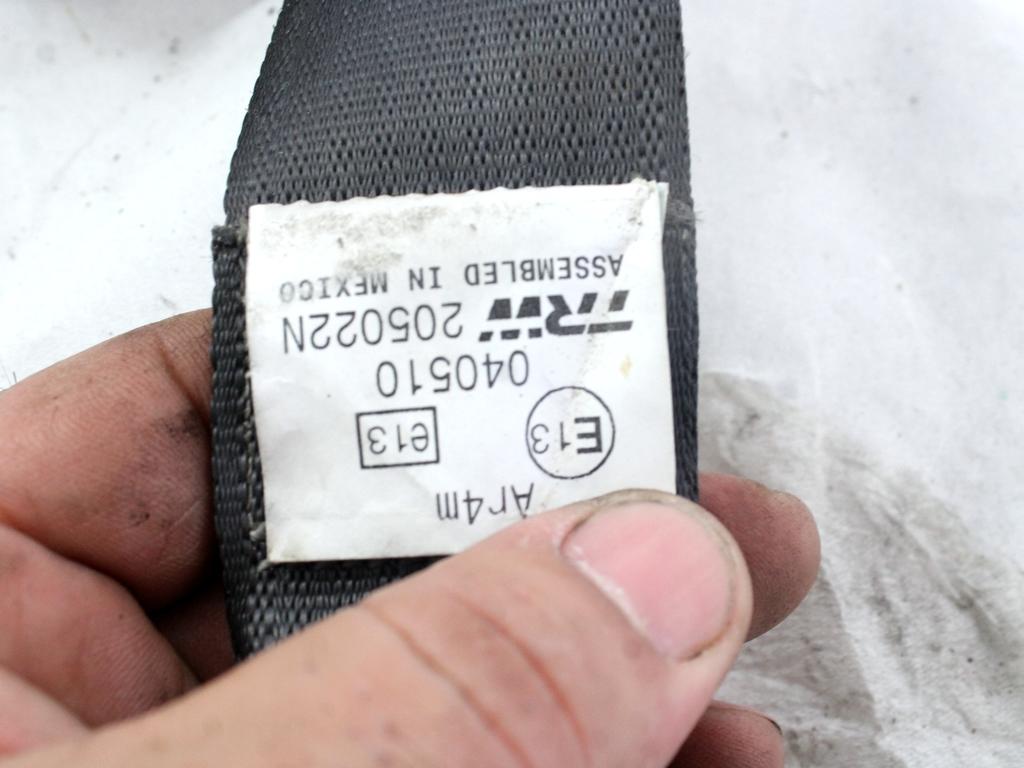 Ar4m
E13 e13
040510
TRW 205022N
ASSEMBLED IN MEXICO